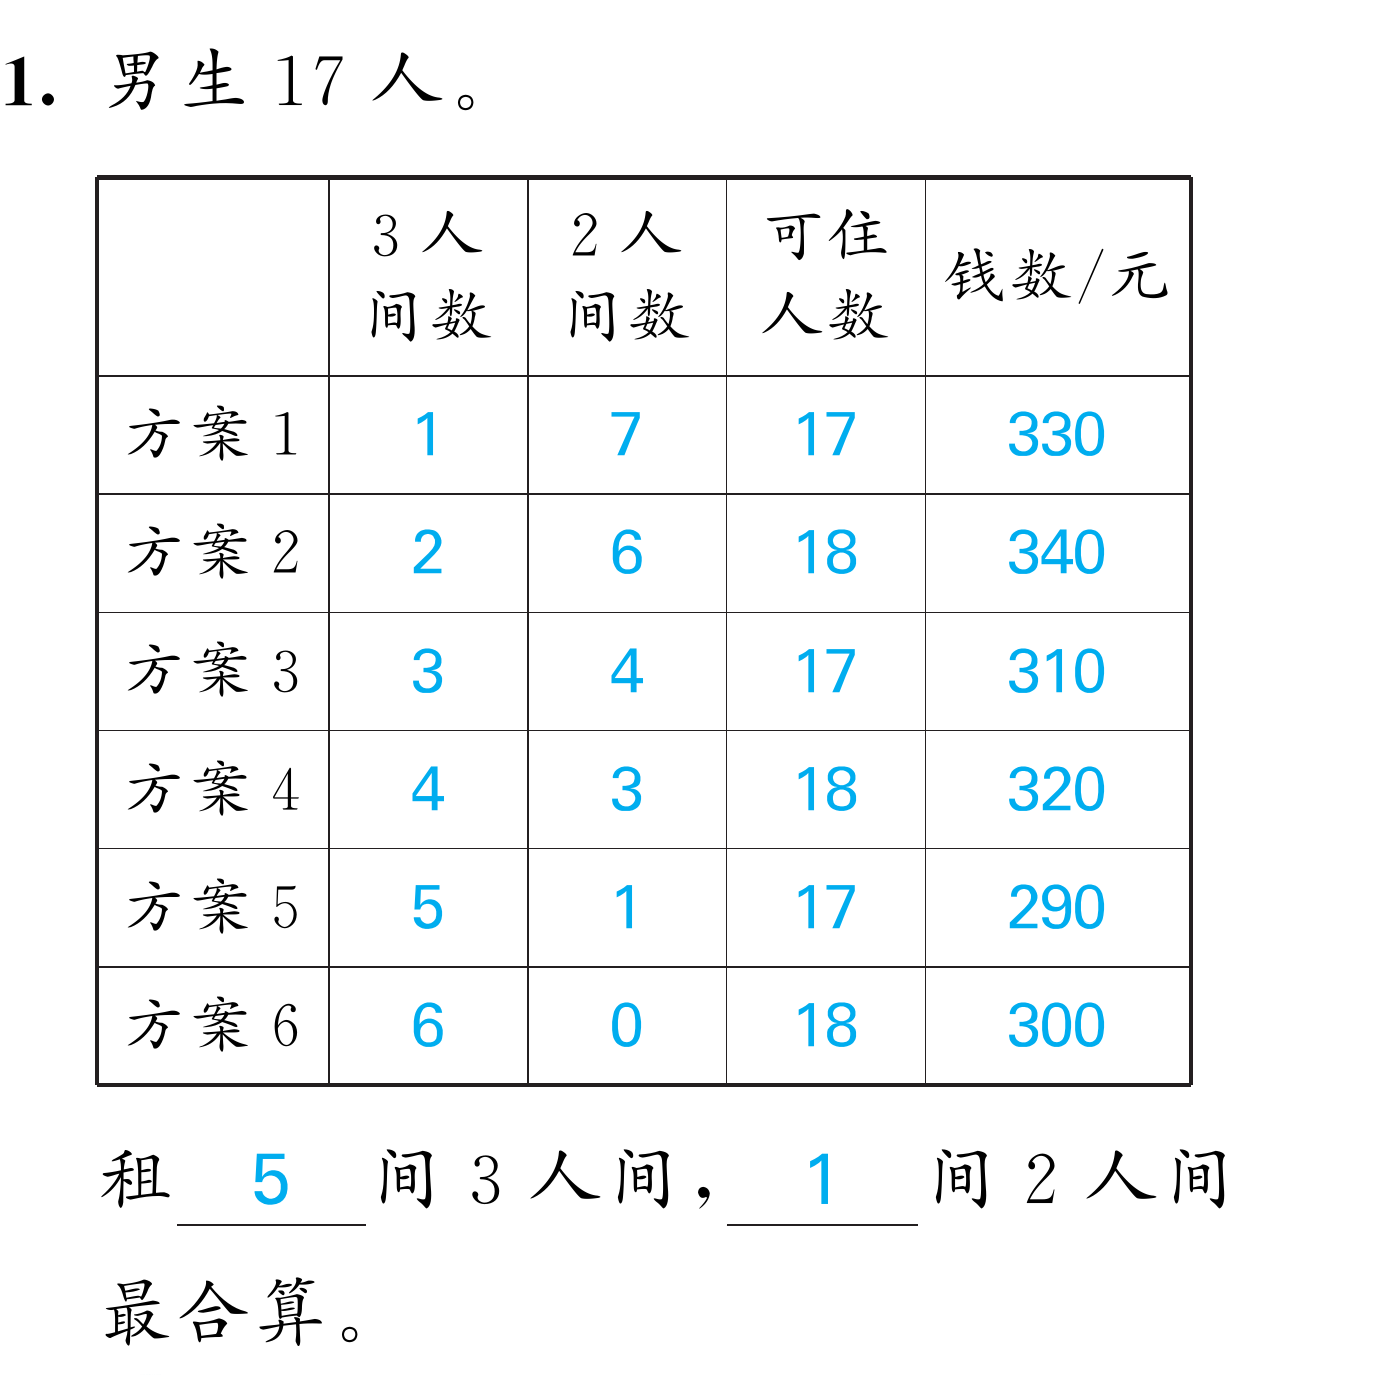 1. 男生 17 人。
3 人间数 2 人间数 可住人数 钱数/元
方案 1 1 7 17 330
方案 2 2 6 18 340
方案 3 3 4 17 310
方案 4 4 3 18 320
方案 5 5 1 17 290
方案 6 6 0 18 300
租 5 间 3 人间, 1 间 2 人间
最合算。